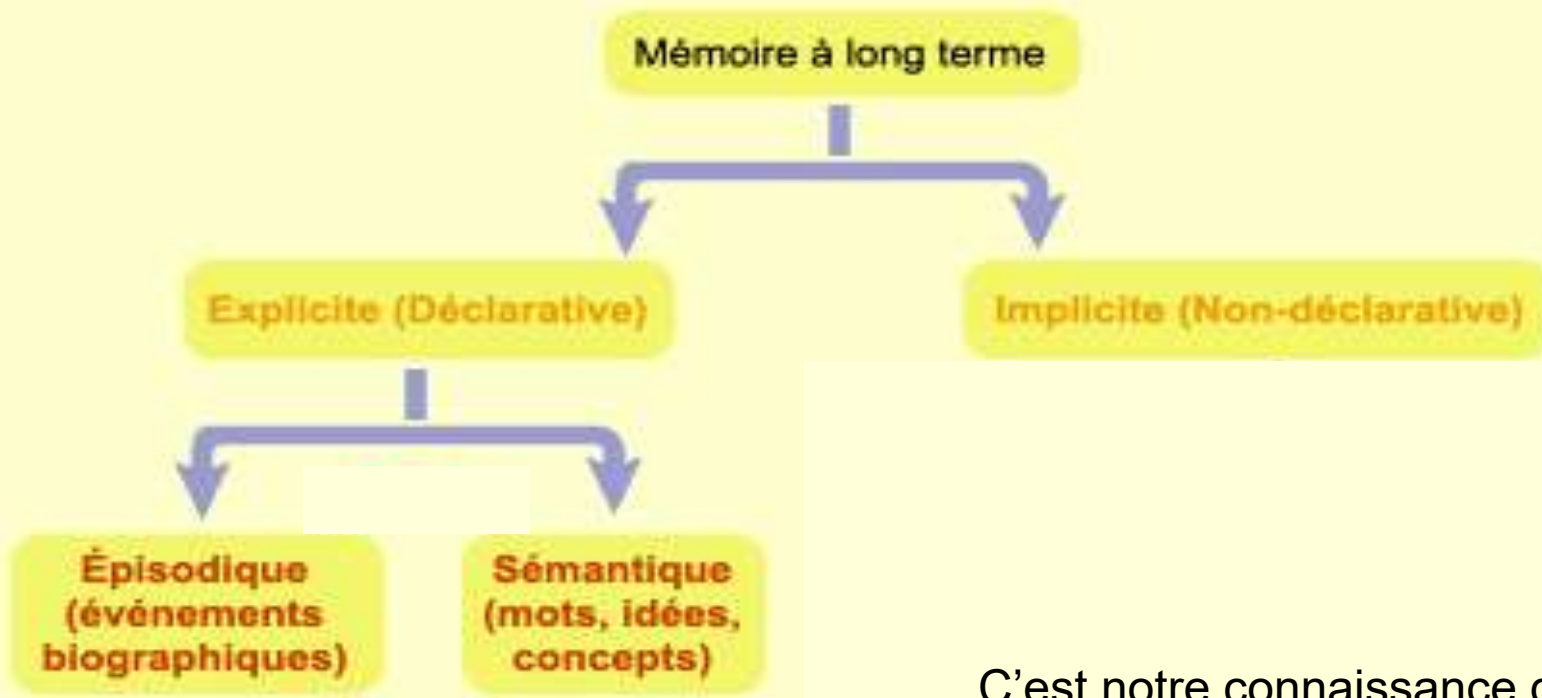 Mémoire à long terme
Explicite (Déclarative)
Implicite (Non-déclarative)
Épisodique
(événements
biographiques)
Sémantique
(mots, idées,
concepts)
C'est notre connaissance